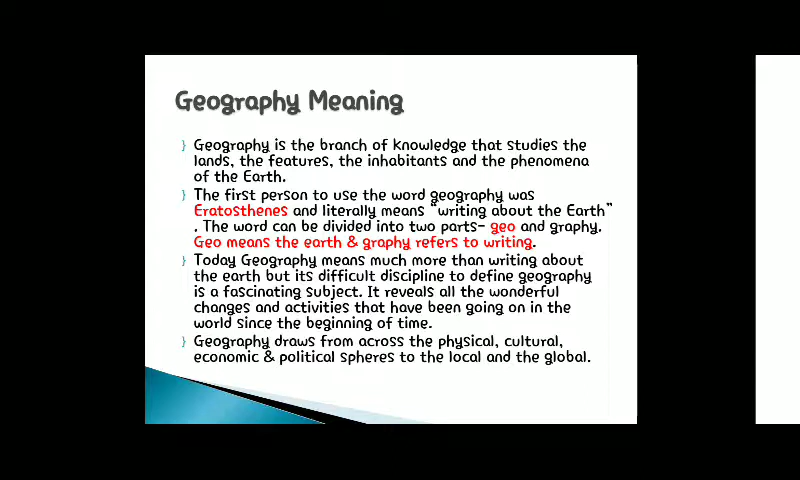 Geography Meaning
} Geography is the branch of knowledge that studies the
lands, the features, the inhabitants and the phenomena
of the Earth.
} The first person to use the word geography was
Eratosthenes and literally means "writing about the Earth"
. The word can be divided into two parts- geo and graphy.
Geo means the earth & graphy refers to writing.
} Today Geography means much more than writing about
the earth but its difficult discipline to define geography
is a fascinating subject. It reveals all the wonderful
changes and activities that have been going on in the
world since the beginning of time.
} Geography draws from across the physical, cultural,
economic & political spheres to the local and the global.